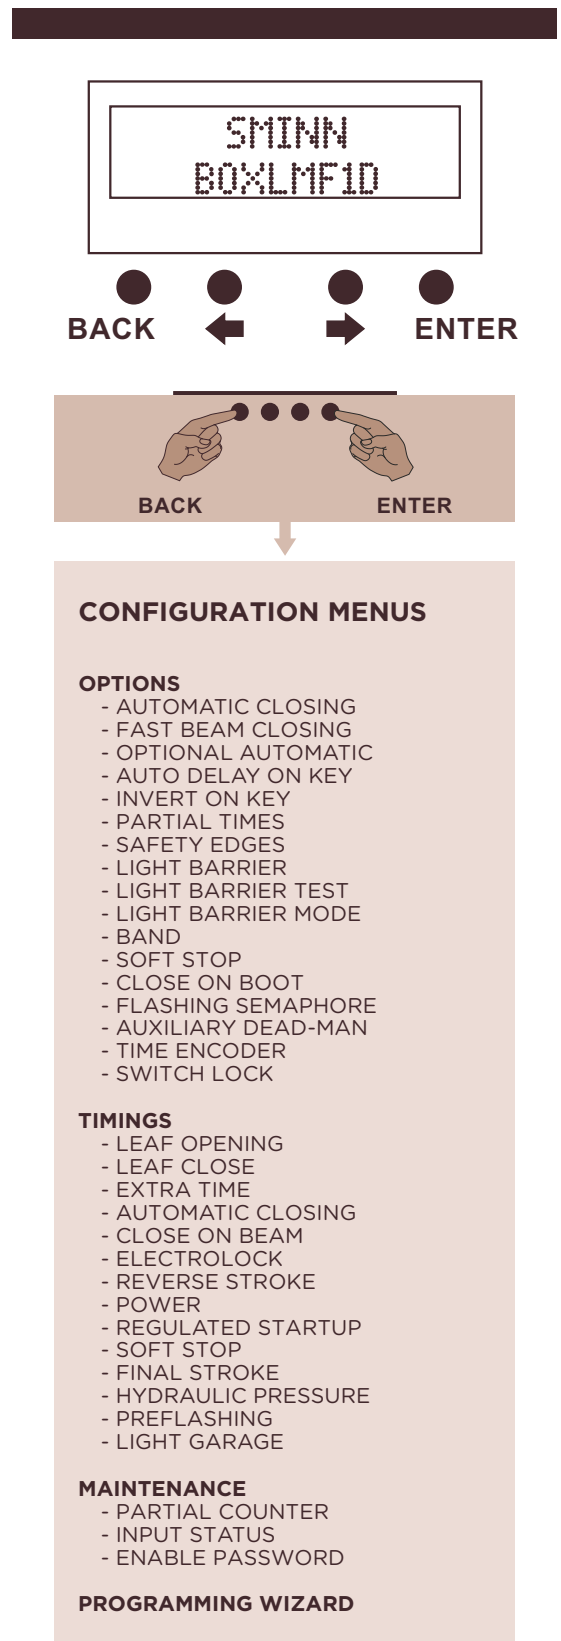 SMINN
BOXLMF1D
BACK
ENTER
BACK
ENTER
CONFIGURATION MENUS
OPTIONS
- AUTOMATIC CLOSING
- FAST BEAM CLOSING
- OPTIONAL AUTOMATIC
- AUTO DELAY ON KEY
- INVERT ON KEY
- PARTIAL TIMES
- SAFETY EDGES
- LIGHT BARRIER
- LIGHT BARRIER TEST
- LIGHT BARRIER MODE
- BAND
- SOFT STOP
- CLOSE ON BOOT
- FLASHING SEMAPHORE
- AUXILIARY DEAD-MAN
- TIME ENCODER
- SWITCH LOCK
TIMINGS
- LEAF OPENING
- LEAF CLOSE
- EXTRA TIME
- AUTOMATIC CLOSING
- CLOSE ON BEAM
- ELECTROLOCK
- REVERSE STROKE
- POWER
- REGULATED STARTUP
- SOFT STOP
- FINAL STROKE
- HYDRAULIC PRESSURE
- PREFLASHING
- LIGHT GARAGE
MAINTENANCE
- PARTIAL COUNTER
- INPUT STATUS
- ENABLE PASSWORD
PROGRAMMING WIZARD